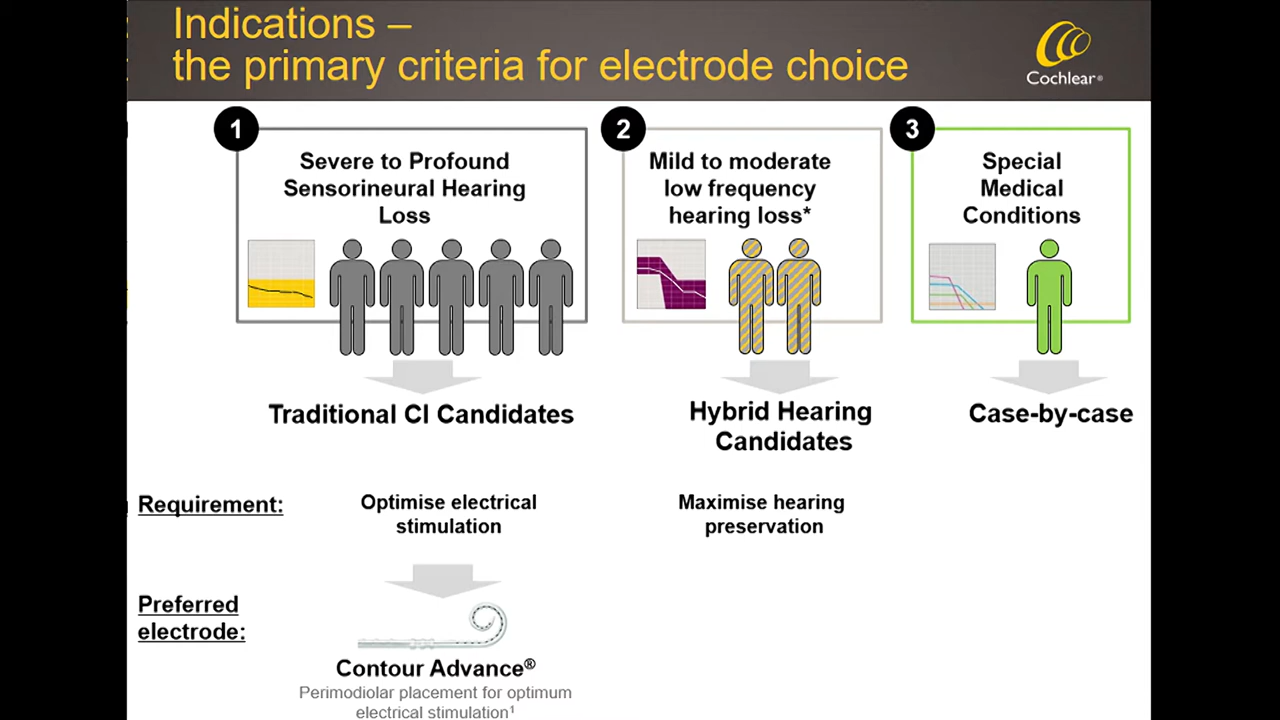 Indications –
the primary criteria for electrode choice
Cochlear®
1
Severe to Profound
Sensorineural Hearing
Loss
2
Mild to moderate
low frequency
hearing loss*
3
Special
Medical
Conditions
Traditional CI Candidates
Hybrid Hearing
Candidates
Case-by-case
Requirement:
Optimise electrical
stimulation
Maximise hearing
preservation
Preferred
electrode:
Contour Advance®
Perimodiolar placement for optimum
electrical stimulation¹